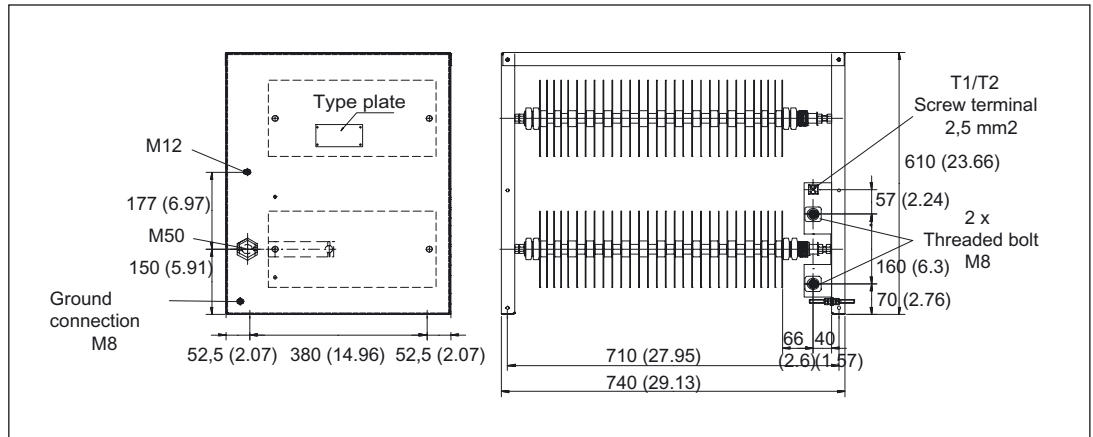 Type plate
M12
177 (6.97)
M50
150 (5.91)
Ground
connection
M8
52,5 (2.07)
380 (14.96)
52,5 (2.07)
T1/T2
Screw terminal
2,5 mm2
610 (23.66)
57 (2.24)
2 x
Threaded bolt
M8
160 (6.3)
70 (2.76)
66
(2.6)
40
(1.57)
710 (27.95)
740 (29.13)